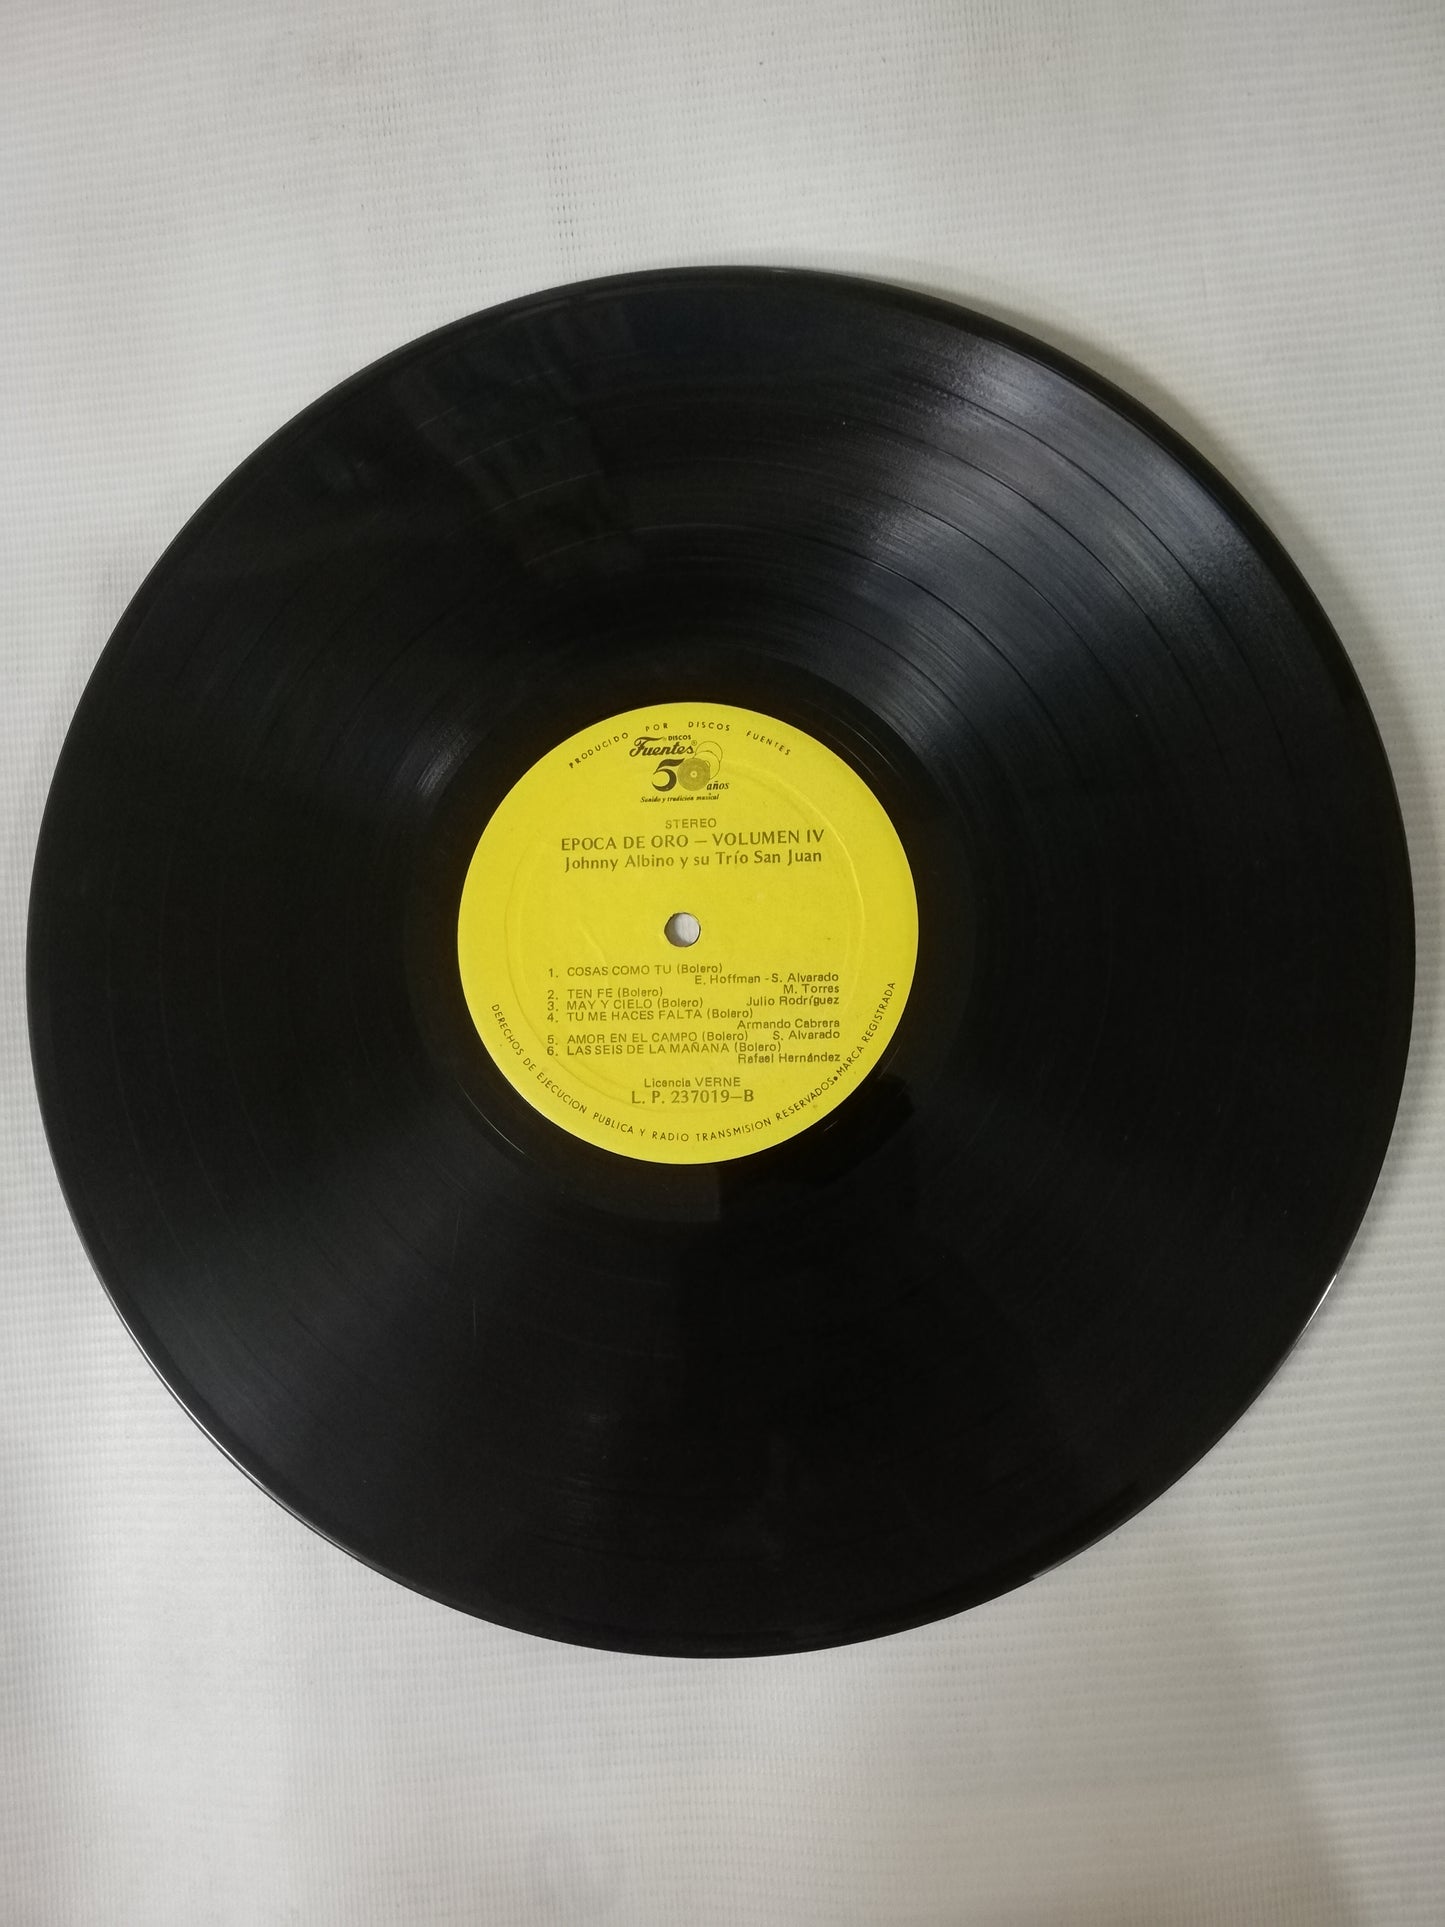 PRODUCIDO POR DISCOS FUENTES
DISCOS
Fuentes®
50 años
Sonido y tradición musical
STEREO
EPOCA DE ORO – VOLUMEN IV
Johnny Albino y su Trío San Juan
1. COSAS COMO TU (Bolero)
E. Hoffman - S. Alvarado
2. TEN FE (Bolero) M. Torres
3. MAY Y CIELO (Bolero) Julio Rodríguez
4. TU ME HACES FALTA (Bolero)
Armando Cabrera
5. AMOR EN EL CAMPO (Bolero) S. Alvarado
6. LAS SEIS DE LA MAÑANA (Bolero)
Rafael Hernández
Licencia VERNE
L. P. 237019–B
DERECHOS DE EJECUCION PUBLICA Y RADIO TRANSMISION RESERVADOS • MARCA REGISTRADA